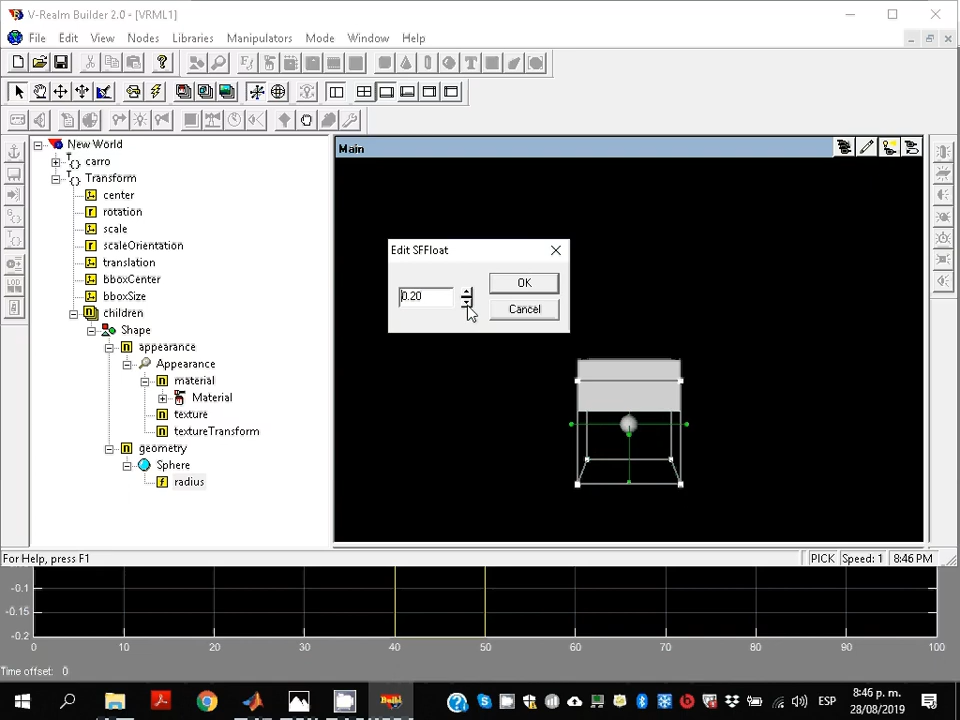 V-Realm Builder 2.0 - [VRML1]
File Edit View Nodes Libraries Manipulators Mode Window Help
New World
carro
Transform
center
rotation
scale
scaleOrientation
translation
bboxCenter
bboxSize
children
Shape
appearance
Appearance
material
Material
texture
textureTransform
geometry
Sphere
radius
Main
Edit SFFloat
0.20
OK
Cancel
For Help, press F1
PICK Speed: 1 8:46 PM
-0.1
-0.15
-0.2
0 10 20 30 40 50 60 70 80 90 100
Time offset: 0
ESP
8:46 p. m.
28/08/2019